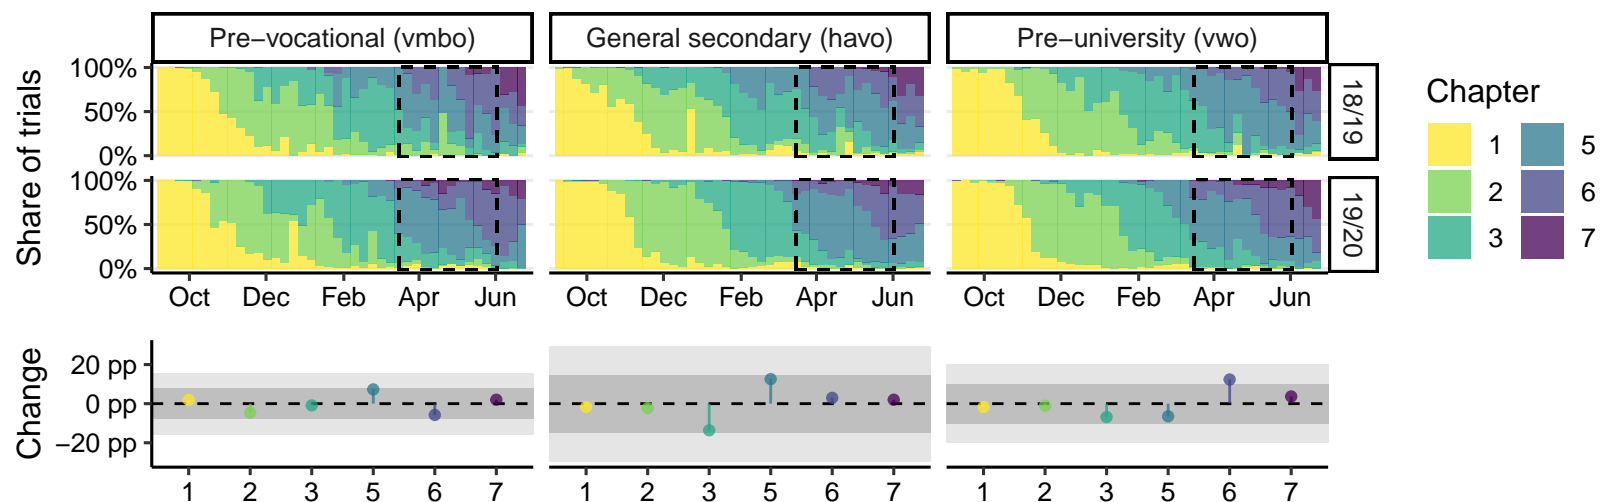 Pre−vocational (vmbo) General secondary (havo) Pre−university (vwo)
Share of trials
100%
50%
0%
18/19
100%
50%
0%
19/20
Oct Dec Feb Apr Jun Oct Dec Feb Apr Jun Oct Dec Feb Apr Jun
Chapter
1 5
2 6
3 7
Change
20 pp
0 pp
−20 pp
1 2 3 5 6 7 1 2 3 5 6 7 1 2 3 5 6 7